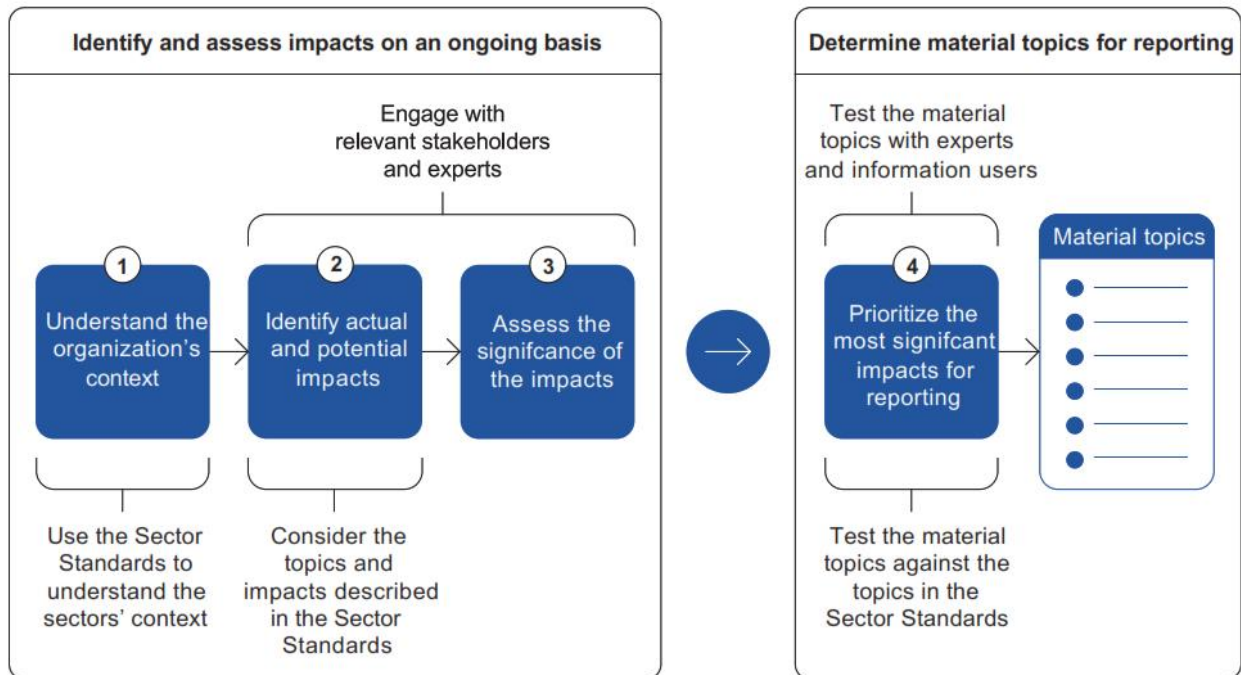 Identify and assess impacts on an ongoing basis
Engage with
relevant stakeholders
and experts
1
Understand the
organization's
context
2
Identify actual
and potential
impacts
3
Assess the
signifcance of
the impacts
Use the Sector
Standards to
understand the
sectors' context
Consider the
topics and
impacts described
in the Sector
Standards
Determine material topics for reporting
Test the material
topics with experts
and information users
4
Prioritize the
most signifcant
impacts for
reporting
Material topics
Test the material
topics against the
topics in the
Sector Standards